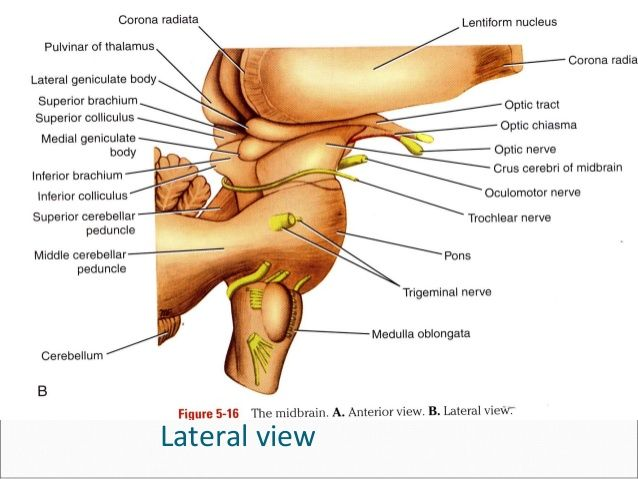 Corona radiata
Lentiform nucleus
Pulvinar of thalamus
Corona radia
Lateral geniculate body
Superior brachium
Optic tract
Superior colliculus
Optic chiasma
Medial geniculate
body
Optic nerve
Crus cerebri of midbrain
Inferior brachium
Oculomotor nerve
Inferior colliculus
Superior cerebellar
peduncle
Trochlear nerve
Middle cerebellar
peduncle
Pons
Trigeminal nerve
Medulla oblongata
Cerebellum
B
Figure 5-16 The midbrain. A. Anterior view. B. Lateral view.
Lateral view